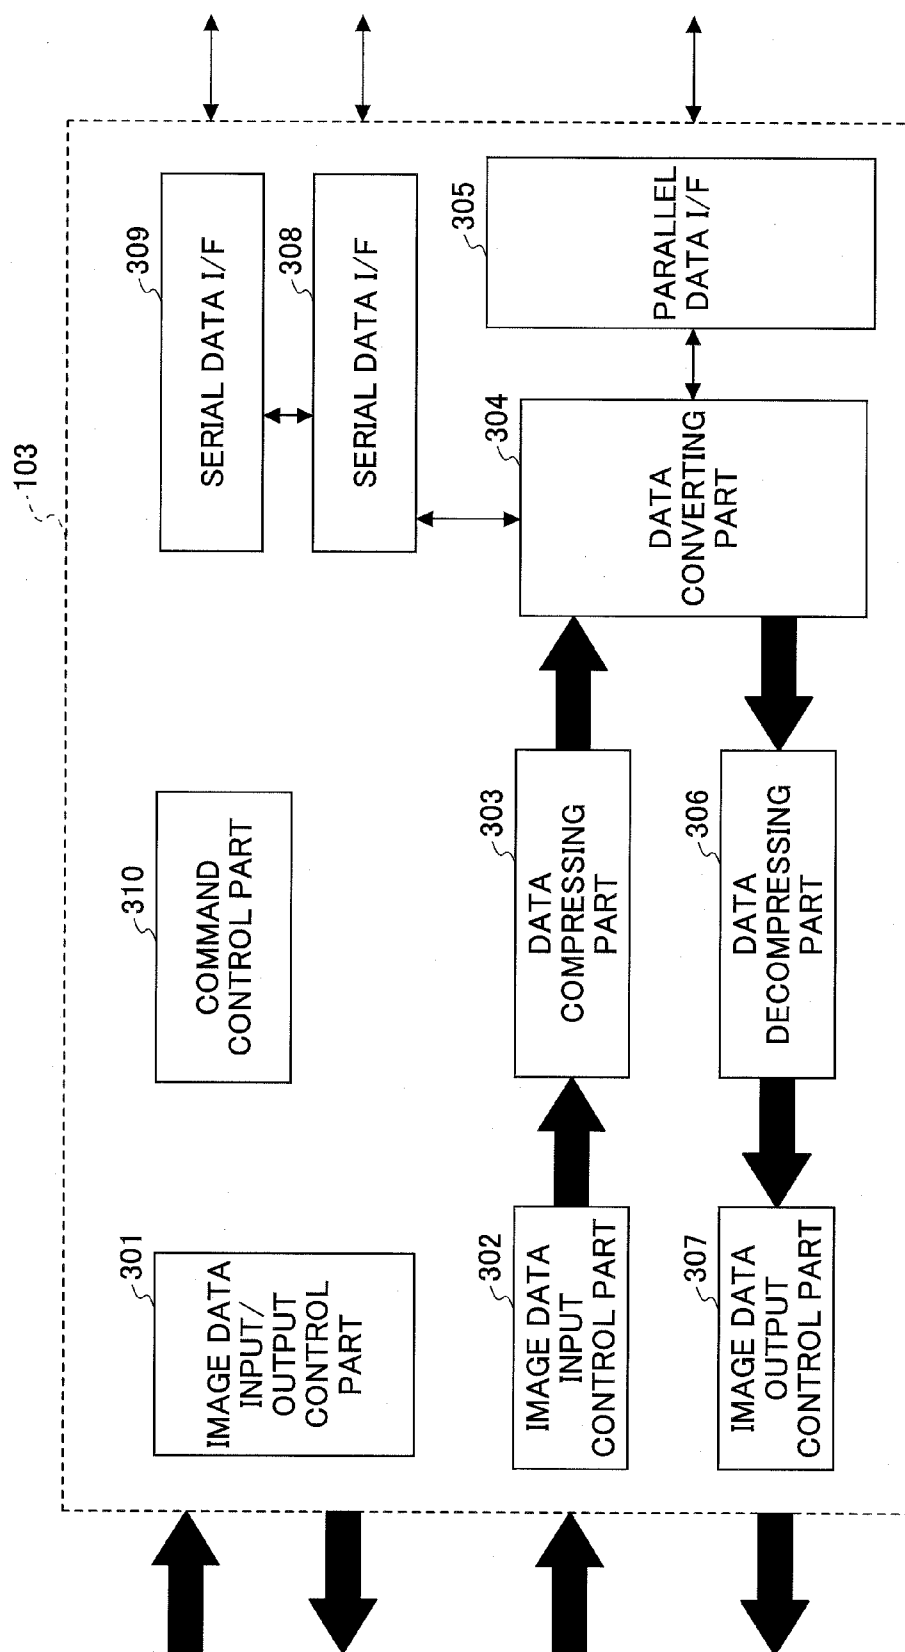 103
301
IMAGE DATA
INPUT/
OUTPUT
CONTROL
PART
310
COMMAND
CONTROL PART
309
SERIAL DATA I/F
308
SERIAL DATA I/F
302
IMAGE DATA
INPUT
CONTROL PART
303
DATA
COMPRESSING
PART
304
DATA
CONVERTING
PART
305
PARALLEL
DATA I/F
307
IMAGE DATA
OUTPUT
CONTROL PART
306
DATA
DECOMPRESSING
PART